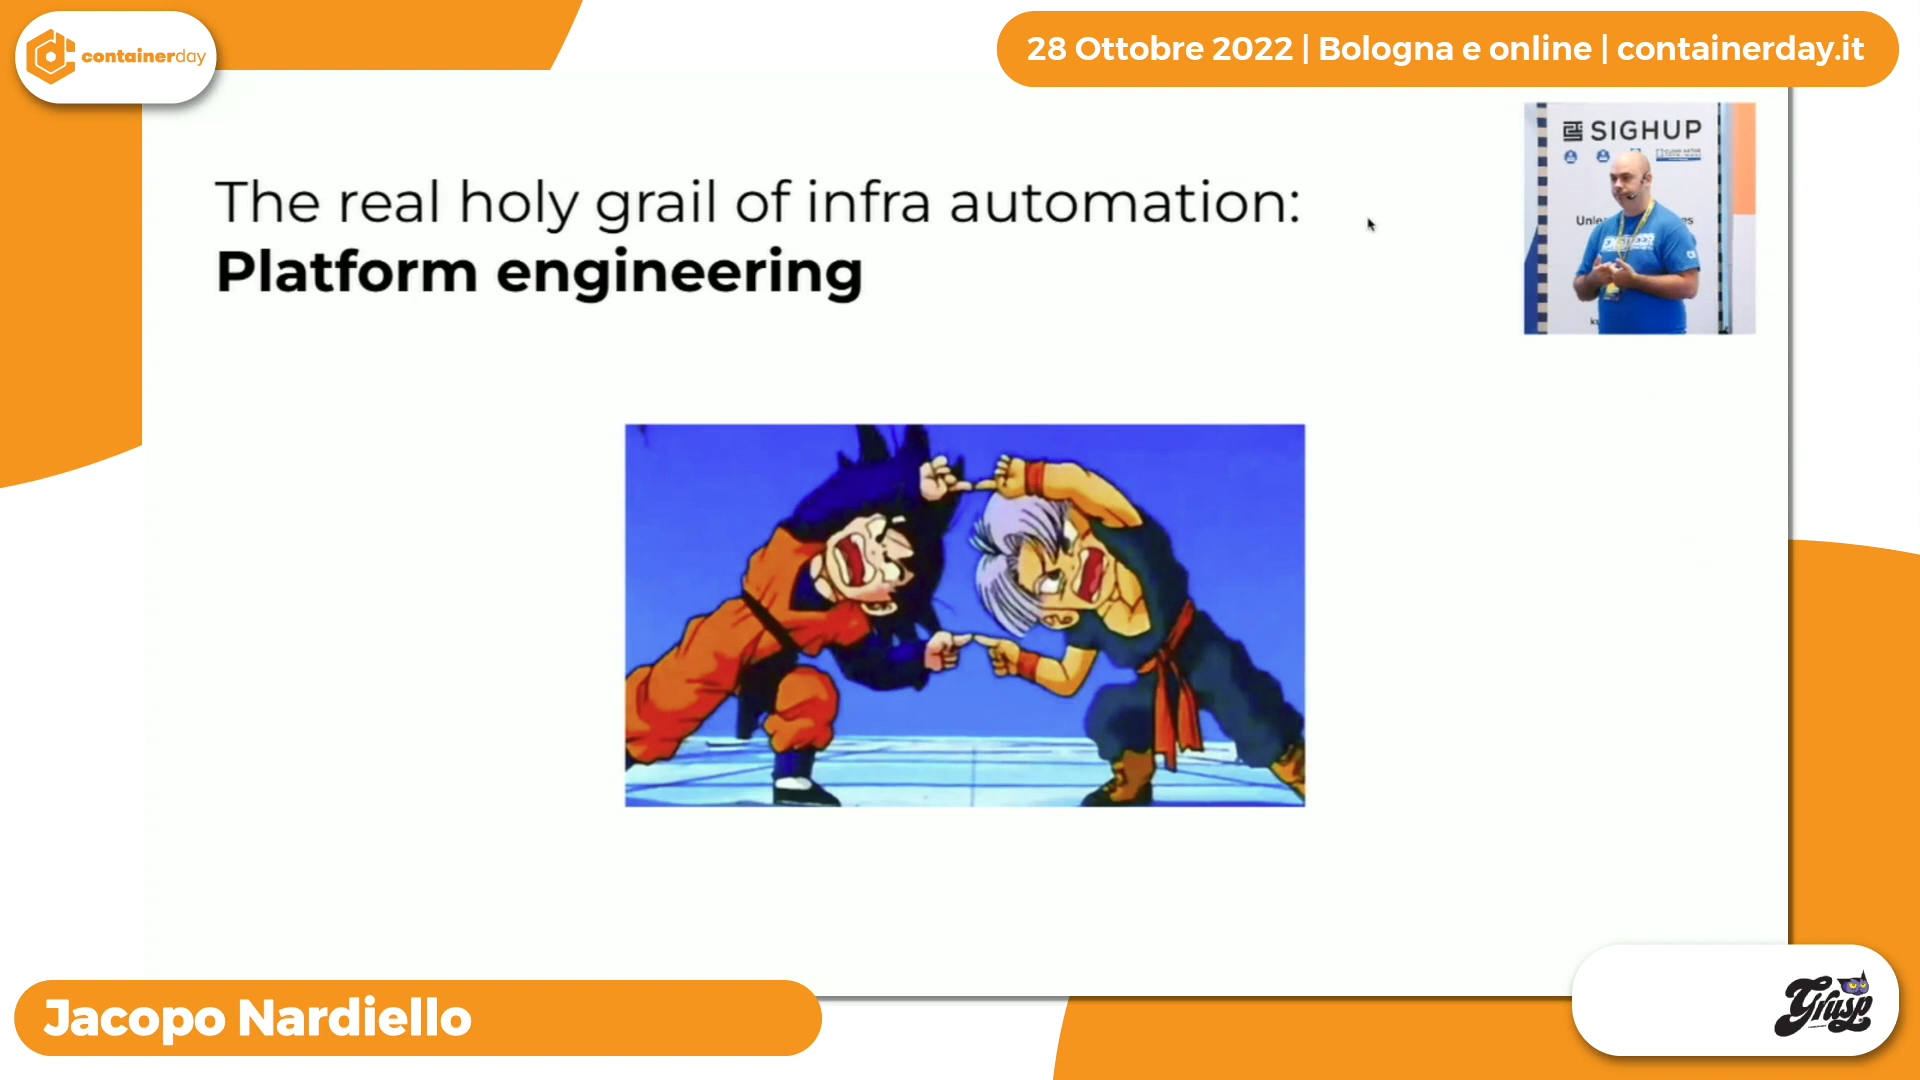 containerday
28 Ottobre 2022 | Bologna e online | containerday.it
SIGHUP
The real holy grail of infra automation:
Platform engineering
ENGINEER
Jacopo Nardiello
Grusp